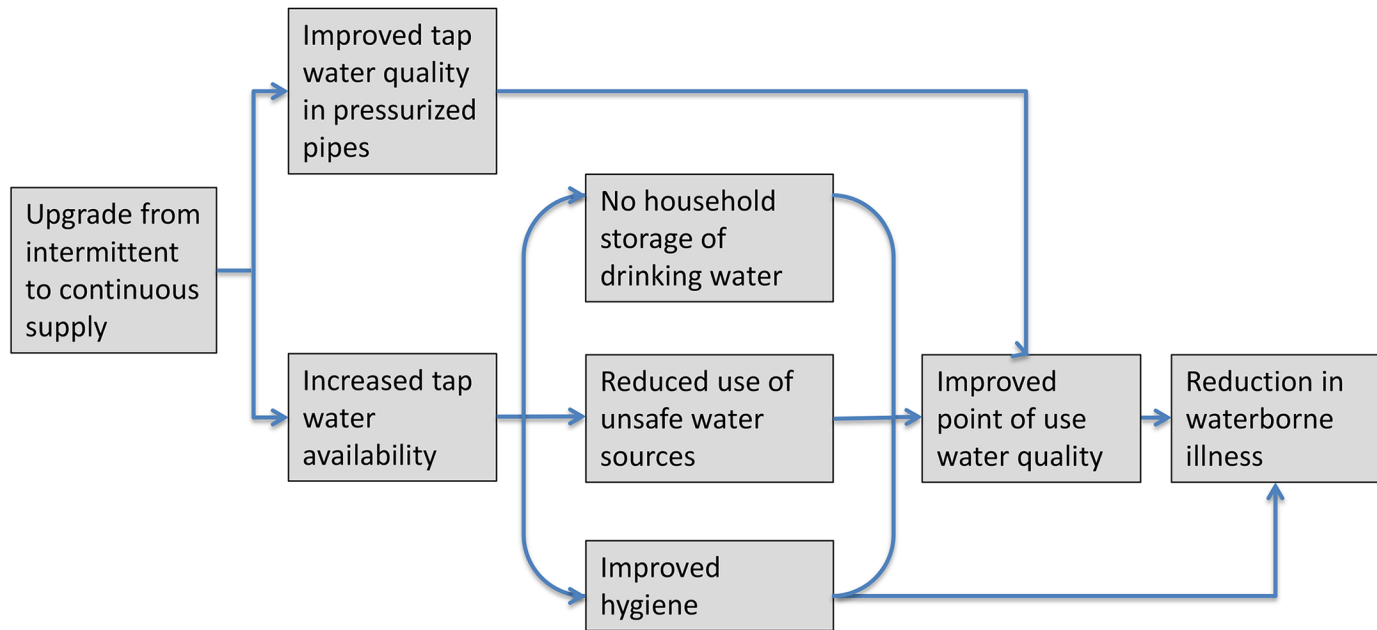 Improved tap
water quality
in pressurized
pipes
Upgrade from
intermittent
to continuous
supply
No household
storage of
drinking water
Increased tap
water
availability
Reduced use of
unsafe water
sources
Improved
point of use
water quality
Reduction in
waterborne
illness
Improved
hygiene